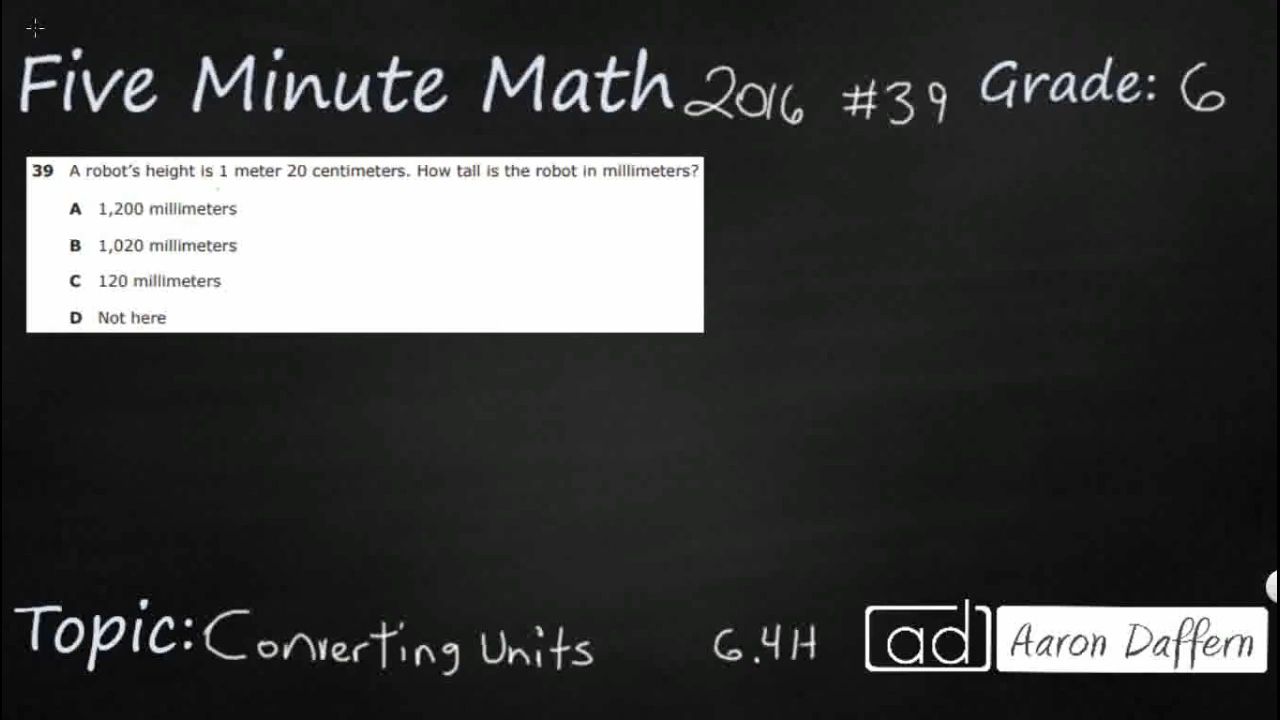 Five Minute Math 2016 #39 Grade: 6
39 A robot's height is 1 meter 20 centimeters. How tall is the robot in millimeters?
A 1,200 millimeters
B 1,020 millimeters
C 120 millimeters
D Not here
Topic: Converting Units 6.4H ad Aaron Daffern